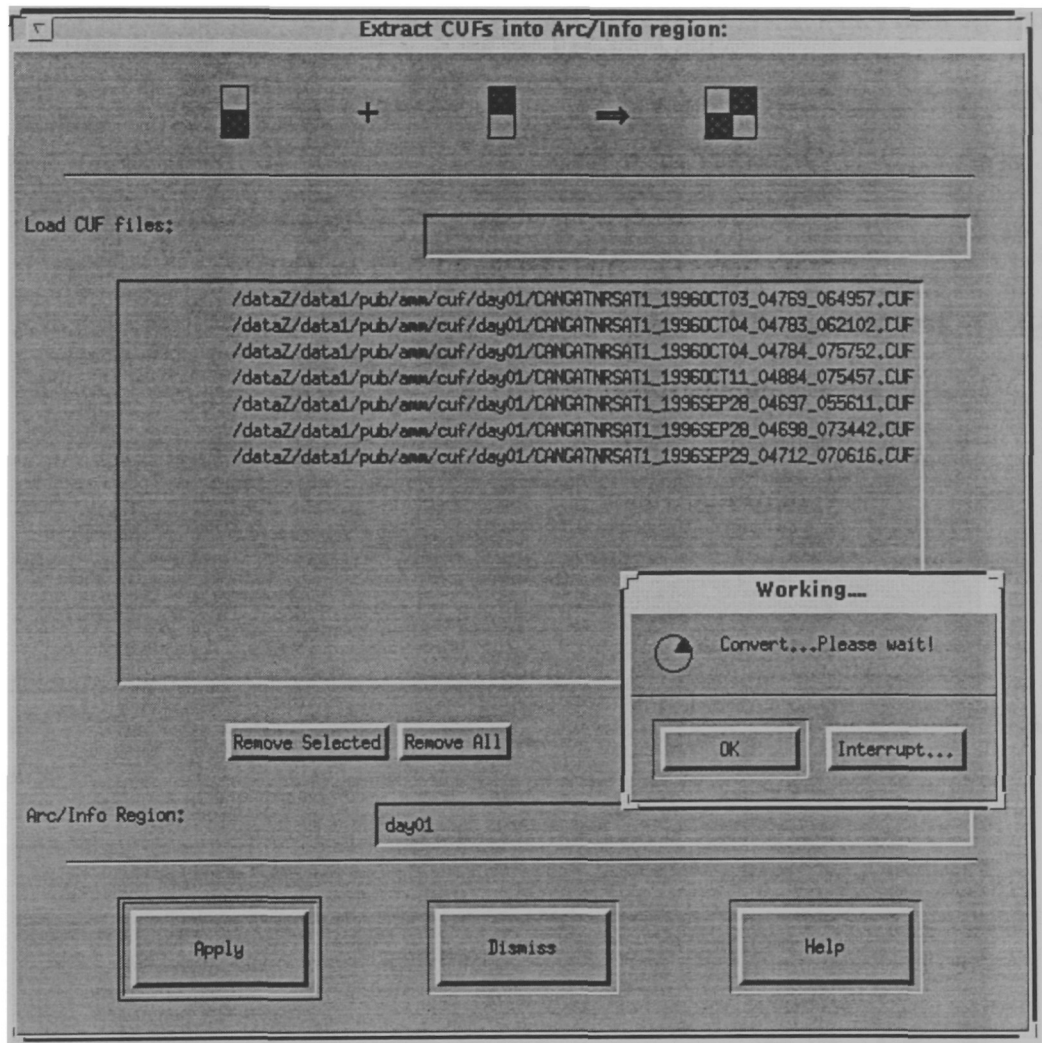 Extract CUFs into Arc/Info region:
+ ⇒
Load CUF files:
/dataZ/data1/pub/amm/cuf/day01/CANGATNRSAT1_1996OCT03_04769_064957.CUF
/dataZ/data1/pub/amm/cuf/day01/CANGATNRSAT1_1996OCT04_04783_062102.CUF
/dataZ/data1/pub/amm/cuf/day01/CANGATNRSAT1_1996OCT04_04784_075752.CUF
/dataZ/data1/pub/amm/cuf/day01/CANGATNRSAT1_1996OCT11_04884_075457.CUF
/dataZ/data1/pub/amm/cuf/day01/CANGATNRSAT1_1996SEP28_04697_055611.CUF
/dataZ/data1/pub/amm/cuf/day01/CANGATNRSAT1_1996SEP28_04698_073442.CUF
/dataZ/data1/pub/amm/cuf/day01/CANGATNRSAT1_1996SEP29_04712_070616.CUF
Working...
Convert...Please wait!
OK Interrupt...
Remove Selected Remove All
Arc/Info Region:
day01
Apply Dismiss Help